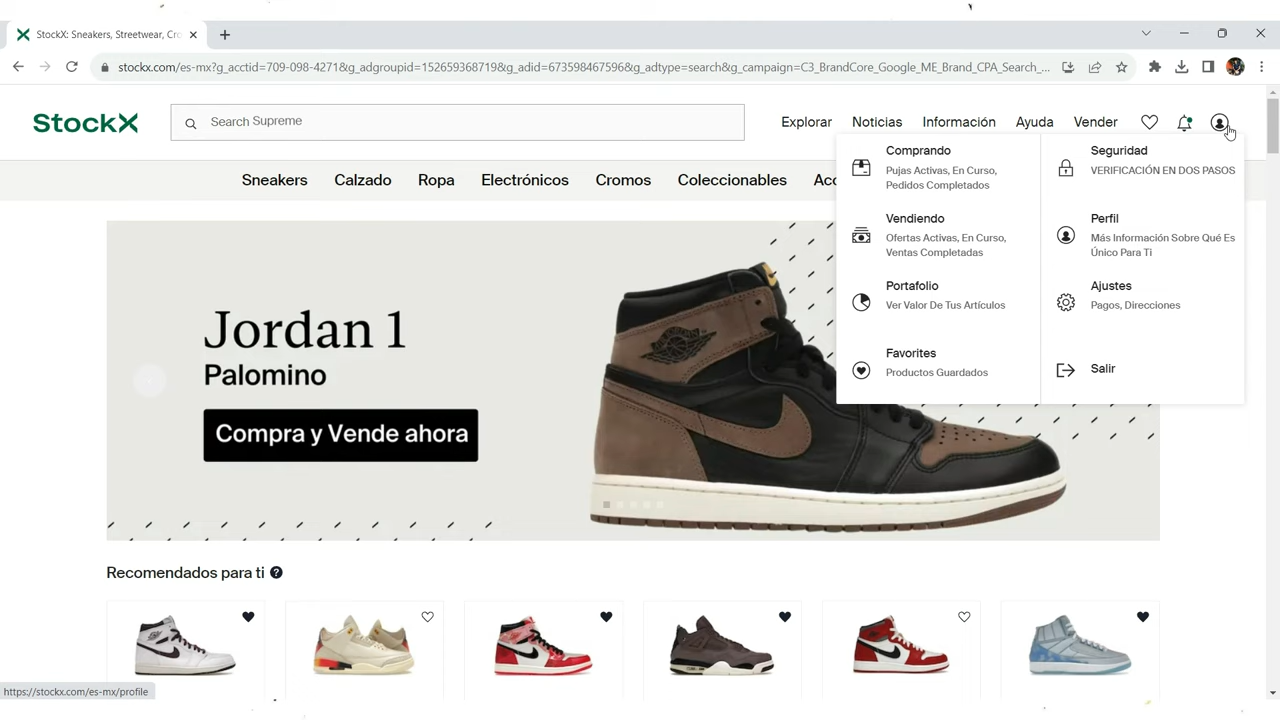 StockX: Sneakers, Streetwear, Cro
stockx.com/es-mx?g_acctid=709-098-4271&g_adgroupid=152659368719&g_adid=673598467596&g_adtype=search&g_campaign=C3_BrandCore_Google_ME_Brand_CPA_Search_...
StockX
Search Supreme
Explorar
Noticias
Información
Ayuda
Vender
Sneakers
Calzado
Ropa
Electrónicos
Cromos
Coleccionables
Acc
Comprando
Pujas Activas, En Curso,
Pedidos Completados
Vendiendo
Ofertas Activas, En Curso,
Ventas Completadas
Portafolio
Ver Valor De Tus Artículos
Favorites
Productos Guardados
Seguridad
VERIFICACIÓN EN DOS PASOS
Perfil
Más Información Sobre Qué Es
Único Para Ti
Ajustes
Pagos, Direcciones
Salir
Jordan 1
Palomino
Compra y Vende ahora
Recomendados para ti ?
https://stockx.com/es-mx/profile